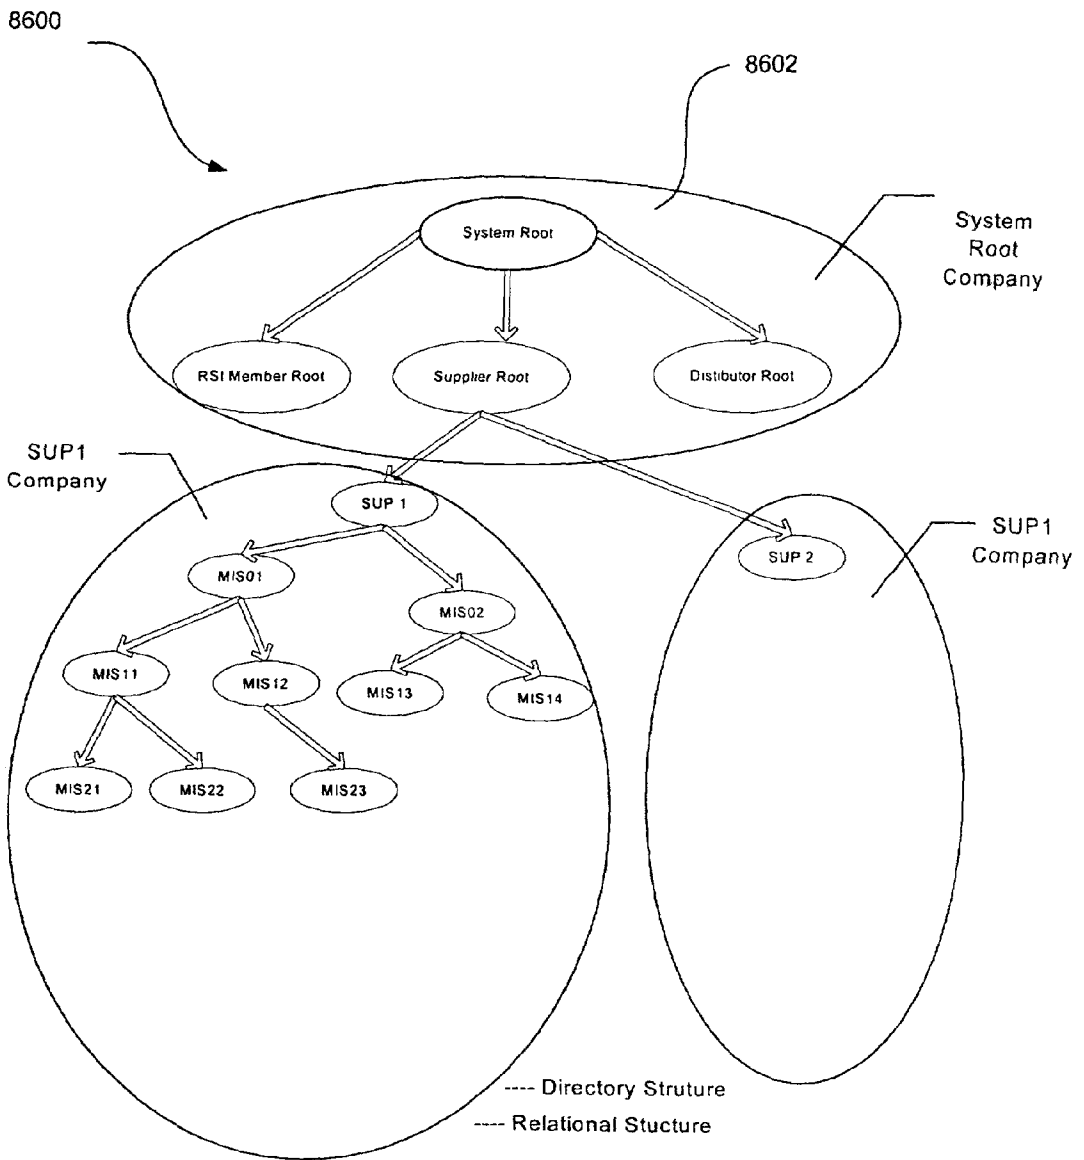 8600
8602
System Root
System
Root
Company
RSI Member Root
Supplier Root
Distibutor Root
SUP1
Company
SUP 1
SUP1
Company
SUP 2
MIS01
MIS02
MIS11
MIS12
MIS13
MIS14
MIS21
MIS22
MIS23
---- Directory Struture
---- Relational Stucture